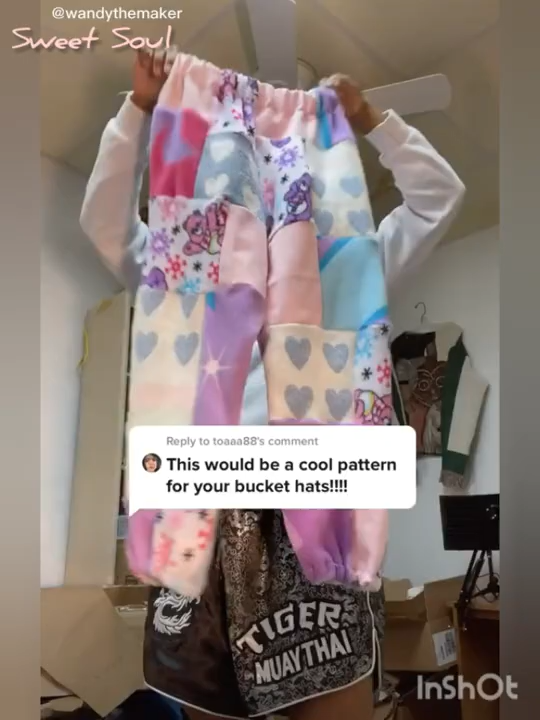 @wandythemaker
Sweet Soul
Reply to toaaa88's comment
This would be a cool pattern
for your bucket hats!!!!
TIGER
MUAYTHAI
InShOt